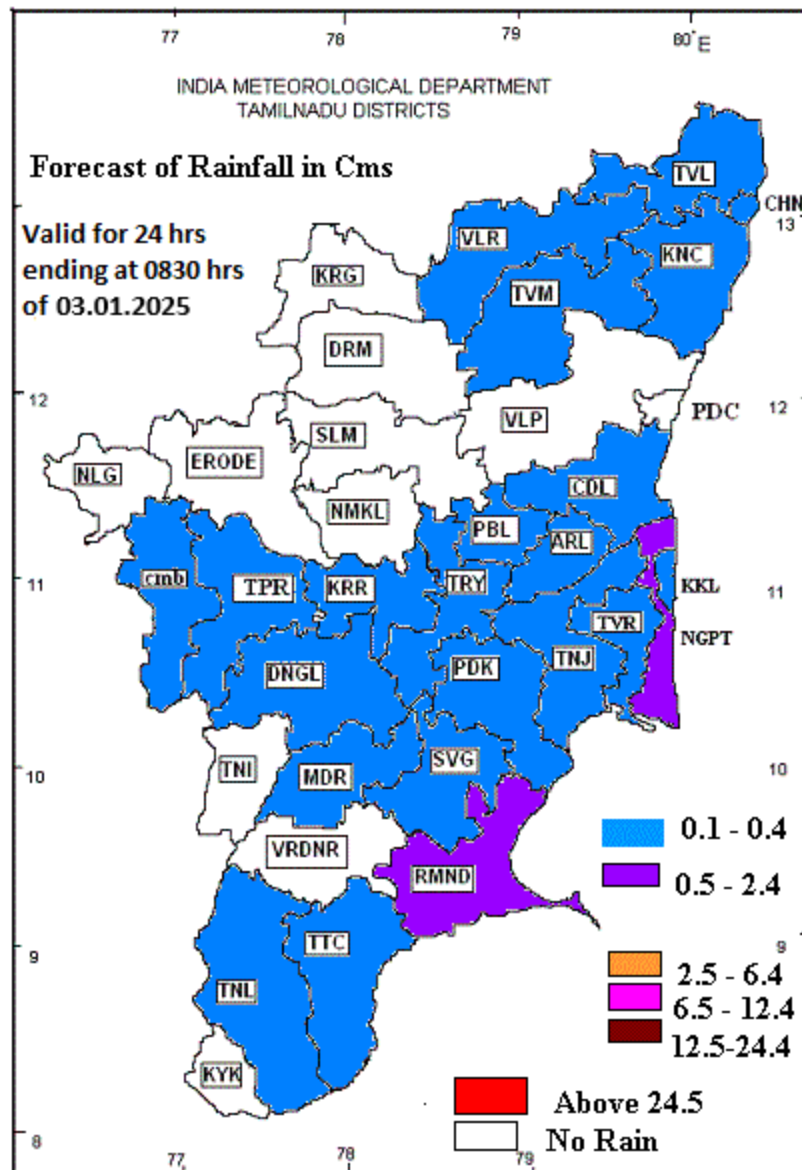 77 78 79 80°E
INDIA METEOROLOGICAL DEPARTMENT
TAMILNADU DISTRICTS
Forecast of Rainfall in Cms
Valid for 24 hrs
ending at 0830 hrs
of 03.01.2025
TVL
CHN
13
VLR
KNC
KRG
TVM
DRM
12
12
PDC
VLP
SLM
ERODE
NLG
CDL
NMKL
PBL
ARL
11
cmb
TPR
KRR
TRY
KKL
11
TVR
NGPT
DNGL
PDK
TNJ
10
TNI
MDR
SVG
10
0.1 - 0.4
VRDNR
RMND
0.5 - 2.4
9
TTC
9
2.5 - 6.4
TNL
6.5 - 12.4
12.5-24.4
KYK
Above 24.5
No Rain
8
77 78 79